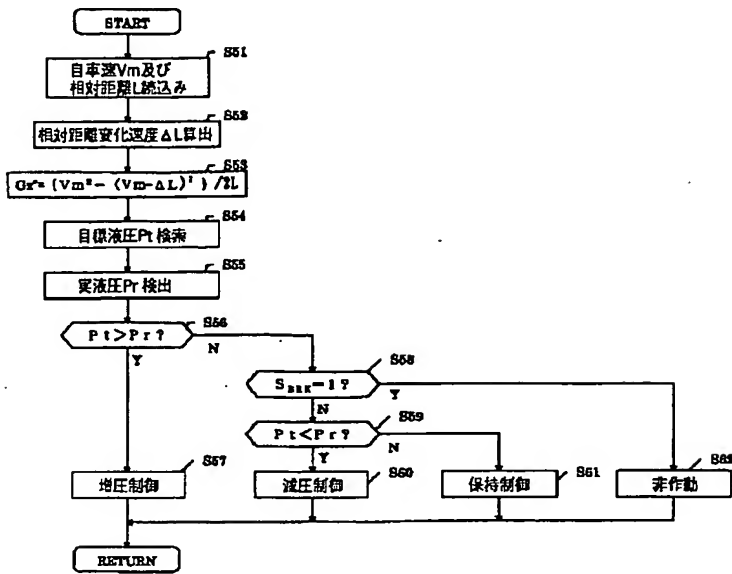 START
S51
自車速Vm及び
相対距離L読込み
S52
相対距離変化速度ΔL算出
S53
Gx*={Vm²-(Vm-ΔL)²}/2L
S54
目標液圧Pt検索
S55
実液圧Pr検出
S56
Pt>Pr?
N
Y
S58
S_BRK=1?
Y
N
S59
Pt<Pr?
N
Y
S57
増圧制御
S60
減圧制御
S61
保持制御
S62
非作動
RETURN